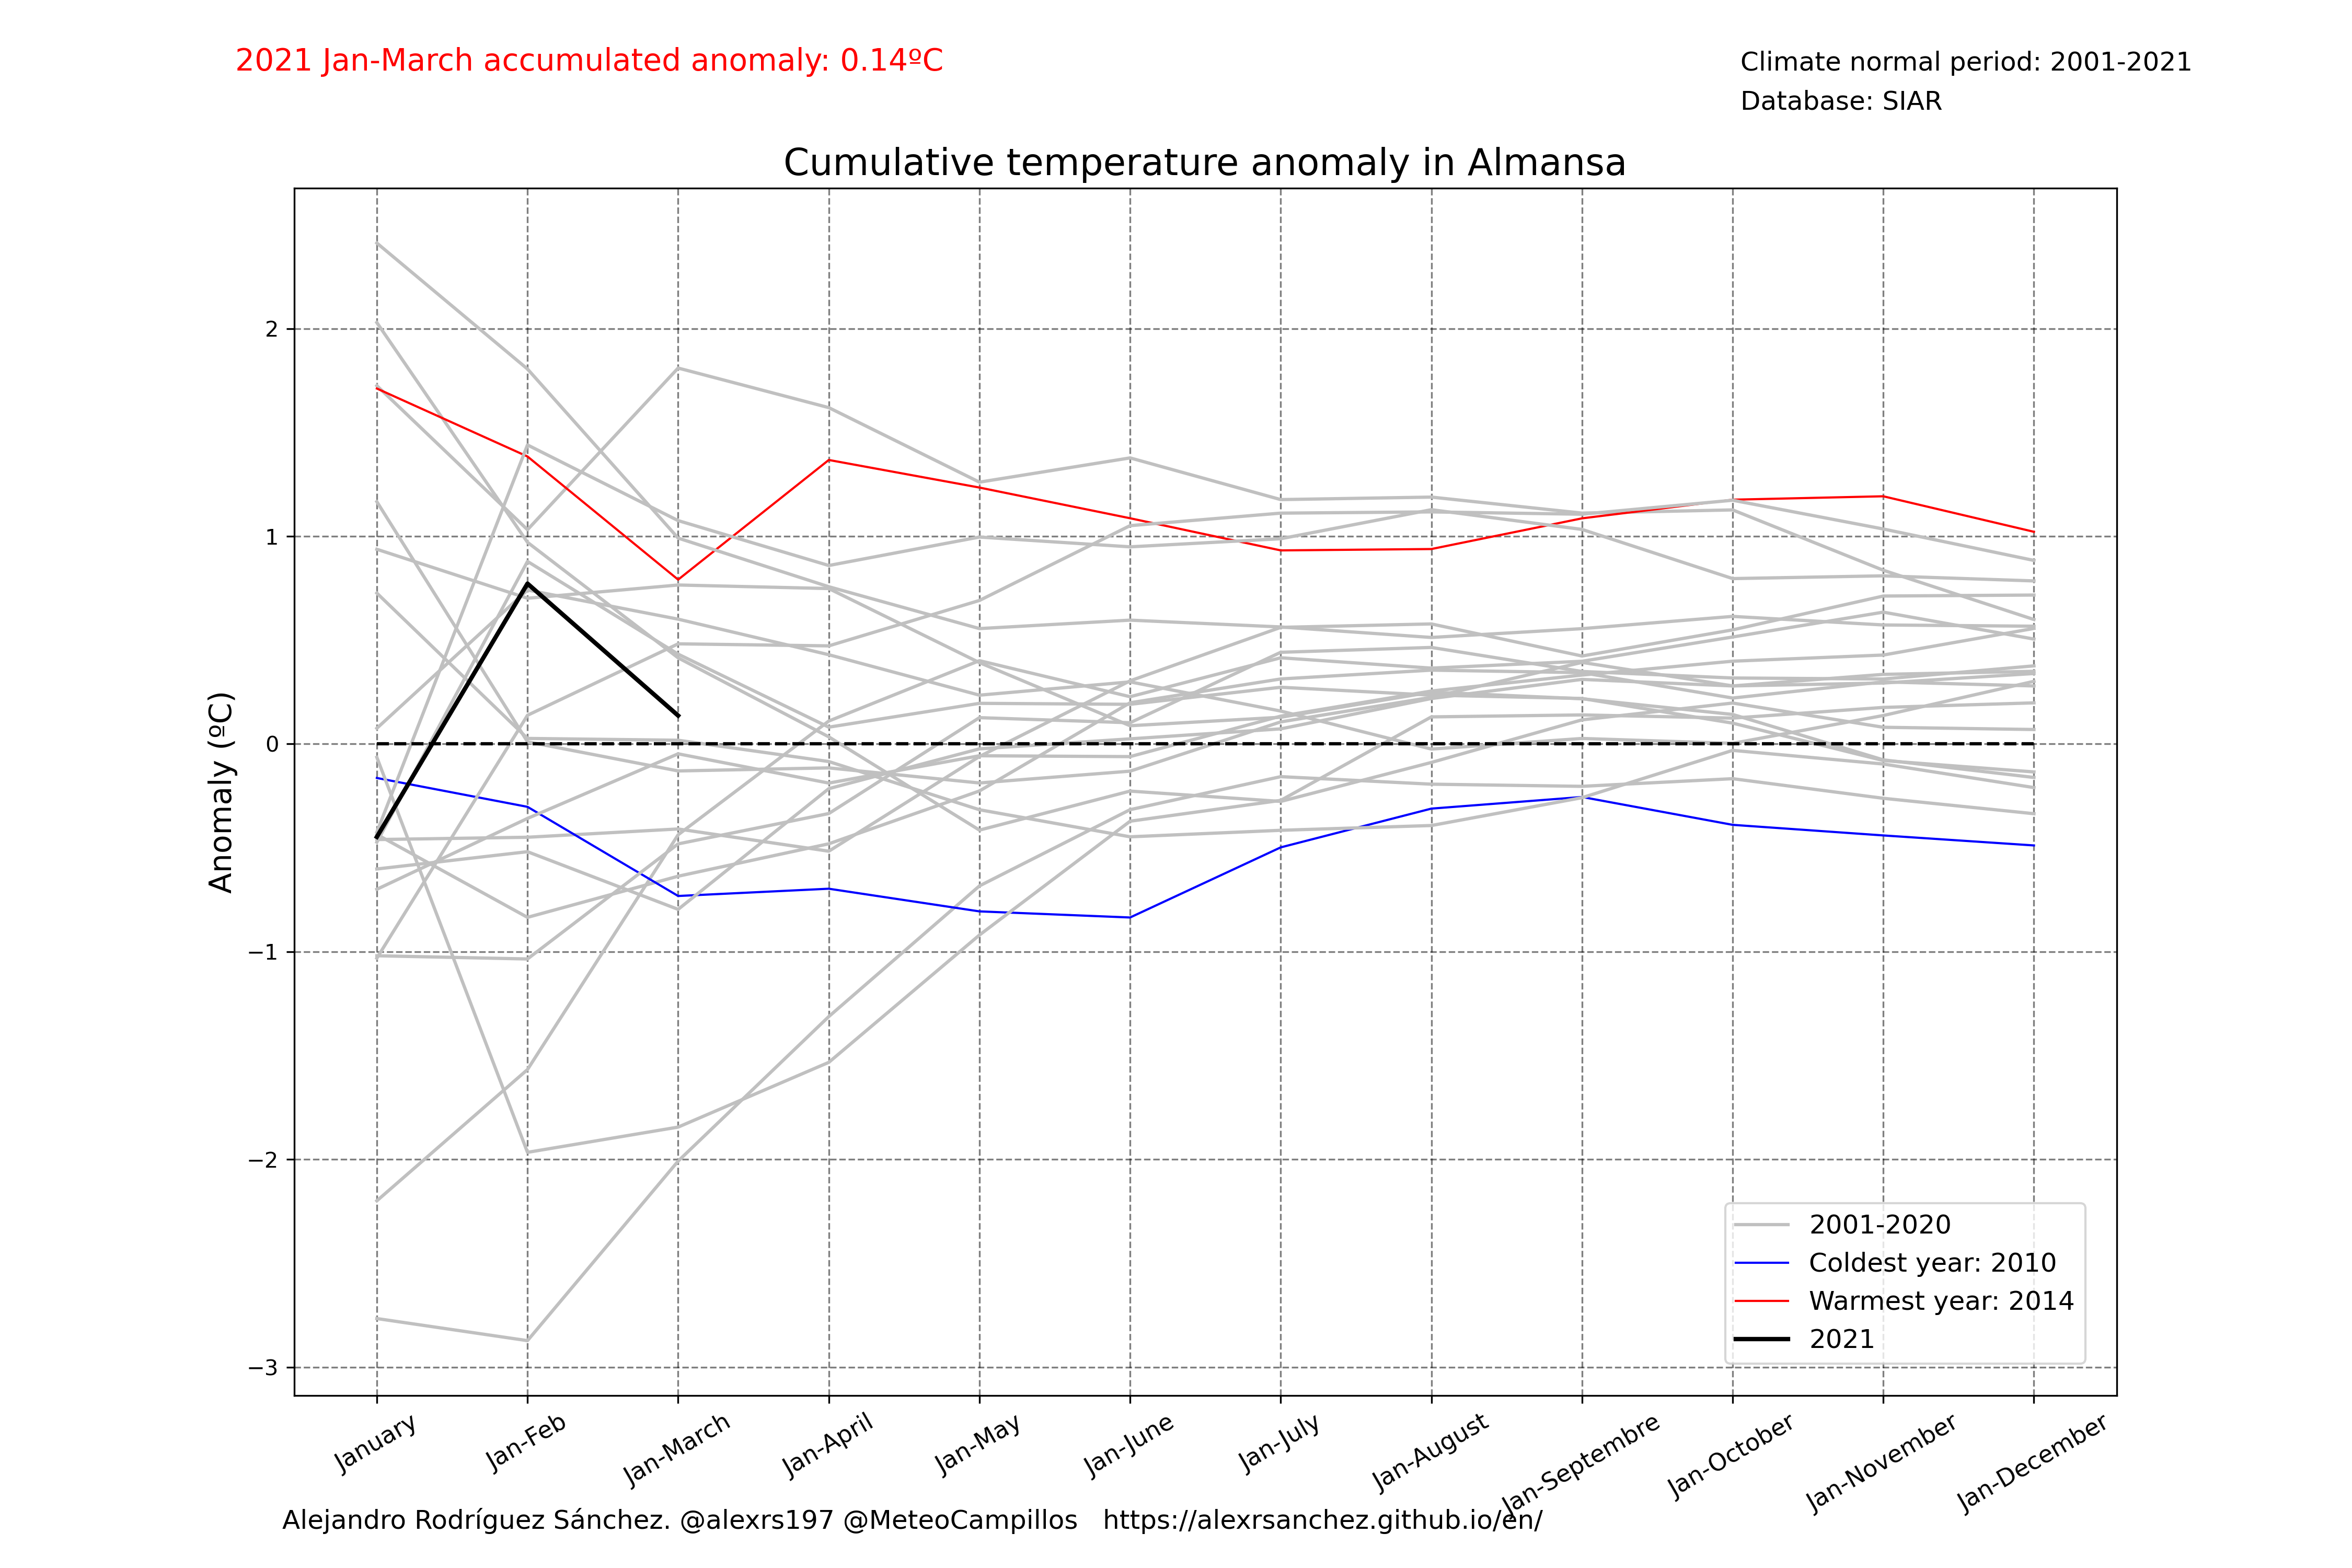 2021 Jan-March accumulated anomaly: 0.14ºC
Climate normal period: 2001-2021
Database: SIAR
Cumulative temperature anomaly in Almansa
Anomaly (ºC)
2
1
0
−1
−2
−3
2001-2020
Coldest year: 2010
Warmest year: 2014
2021
January
Jan-Feb
Jan-March
Jan-April
Jan-May
Jan-June
Jan-July
Jan-August
Jan-Septembre
Jan-October
Jan-November
Jan-December
Alejandro Rodríguez Sánchez. @alexrs197 @MeteoCampillos https://alexrsanchez.github.io/en/